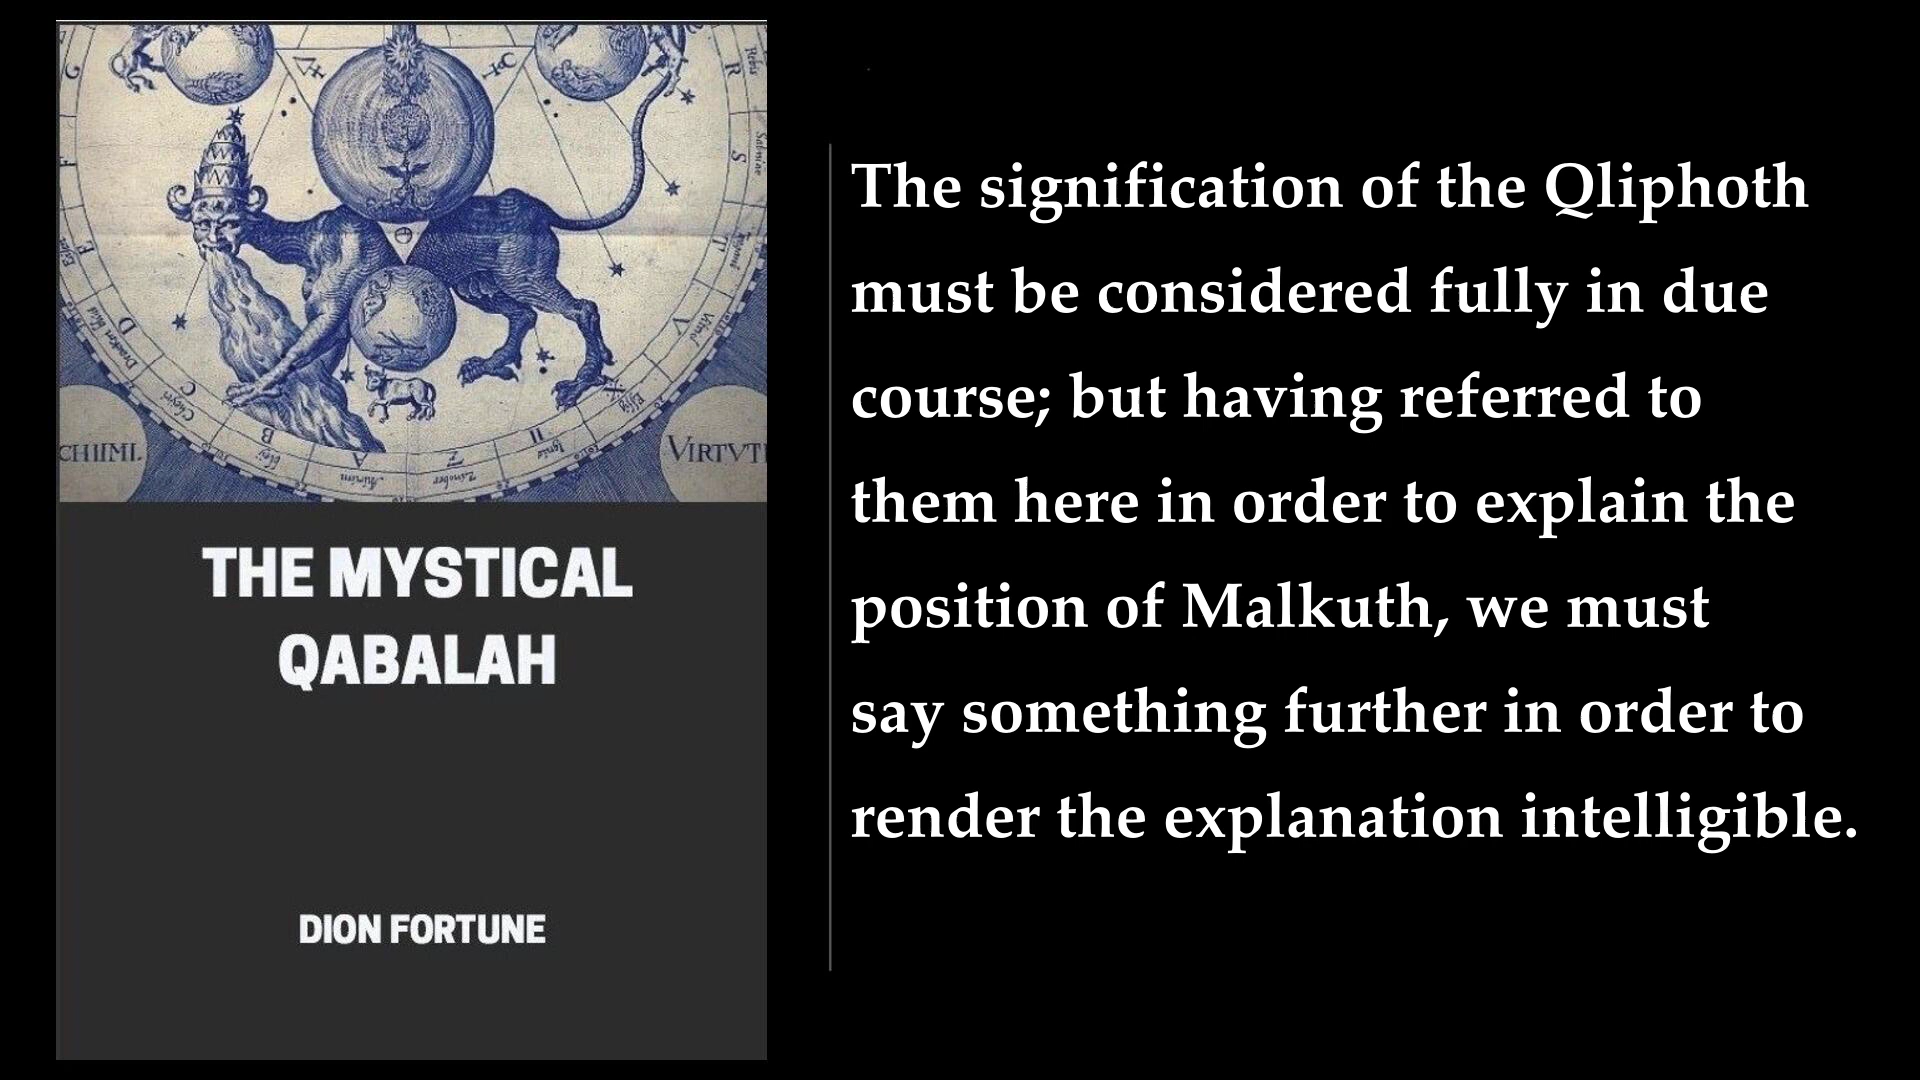 CHIIMI.
VIRTVTI
THE MYSTICAL
QABALAH
DION FORTUNE
The signification of the Qliphoth
must be considered fully in due
course; but having referred to
them here in order to explain the
position of Malkuth, we must
say something further in order to
render the explanation intelligible.